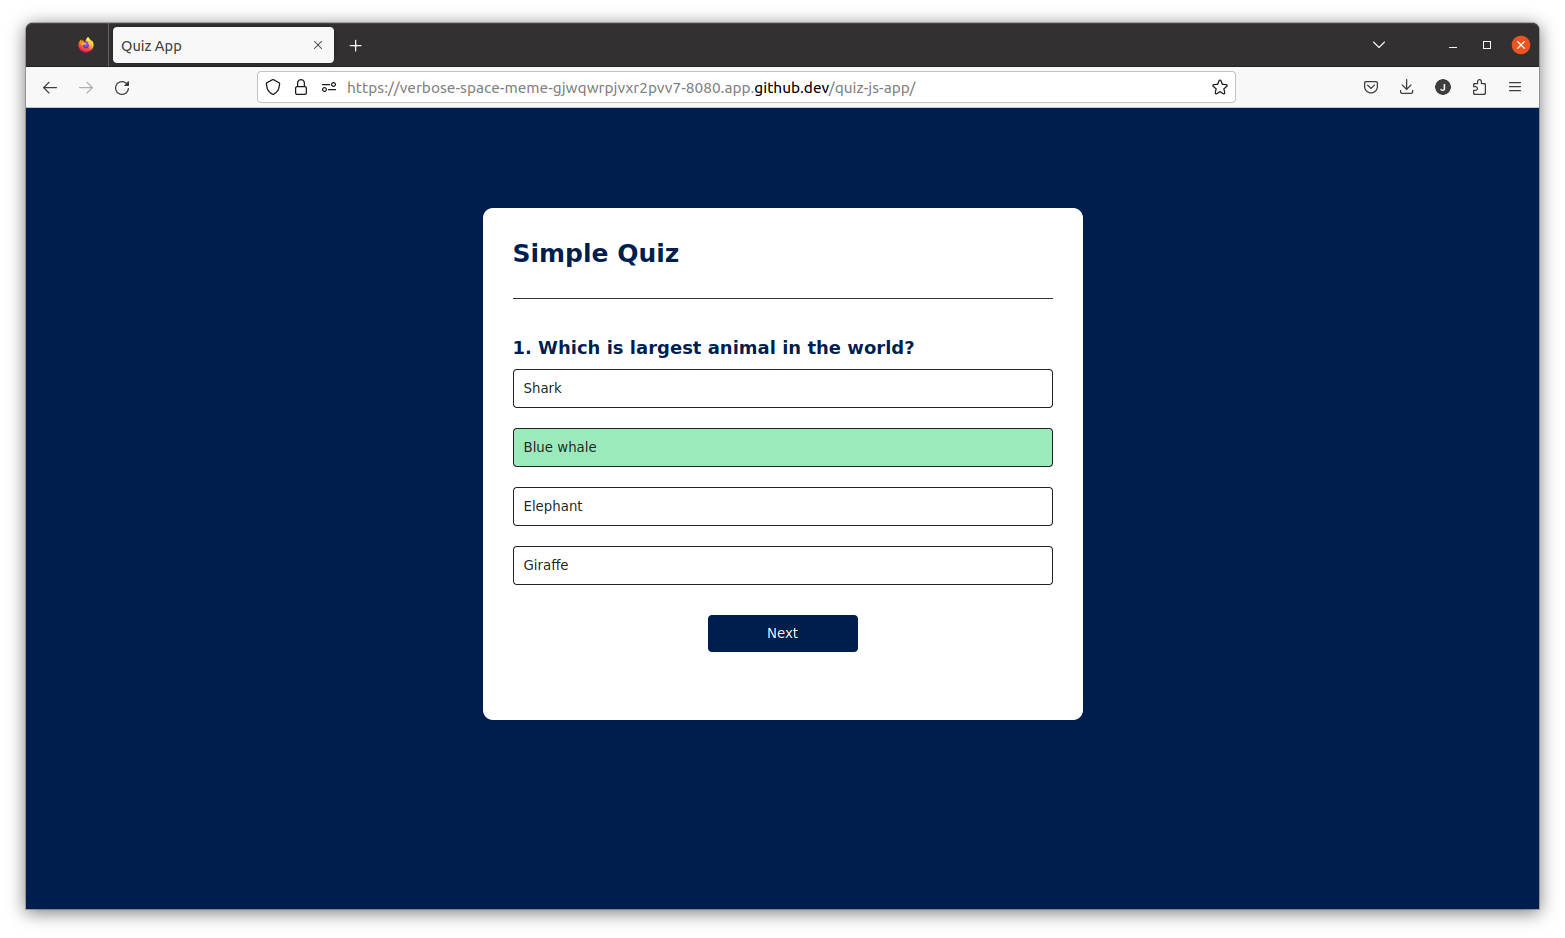 Quiz App
https://verbose-space-meme-gjwqwrpjvxr2pvv7-8080.app.github.dev/quiz-js-app/
J
Simple Quiz
1. Which is largest animal in the world?
Shark
Blue whale
Elephant
Giraffe
Next